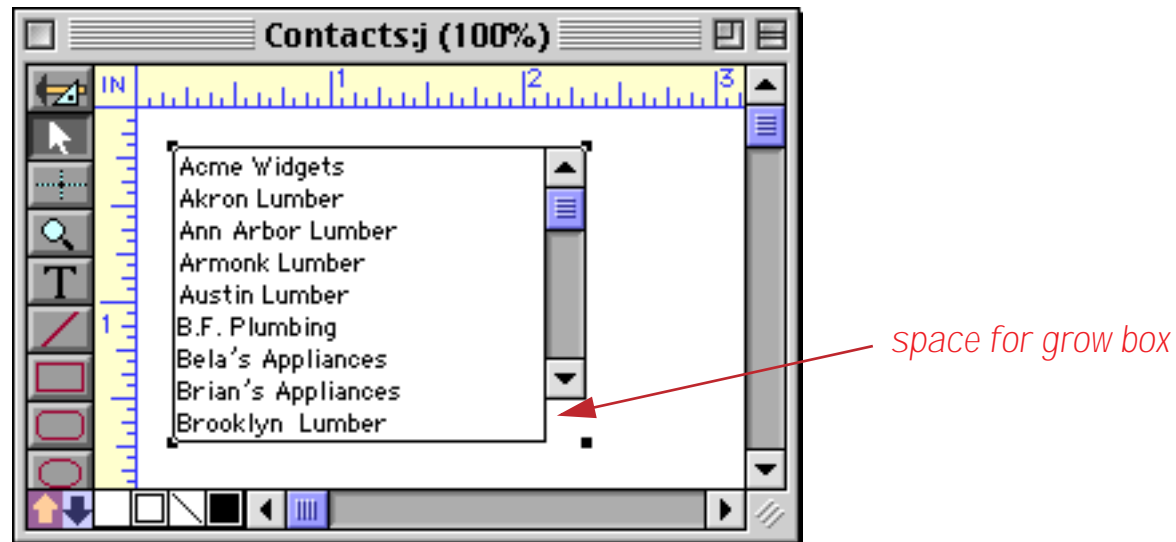 Contacts:j (100%)
IN 1 2 3
T
Acme Widgets
Akron Lumber
Ann Arbor Lumber
Armonk Lumber
Austin Lumber
1
B.F. Plumbing
Bela's Appliances
Brian's Appliances
Brooklyn Lumber
space for grow box